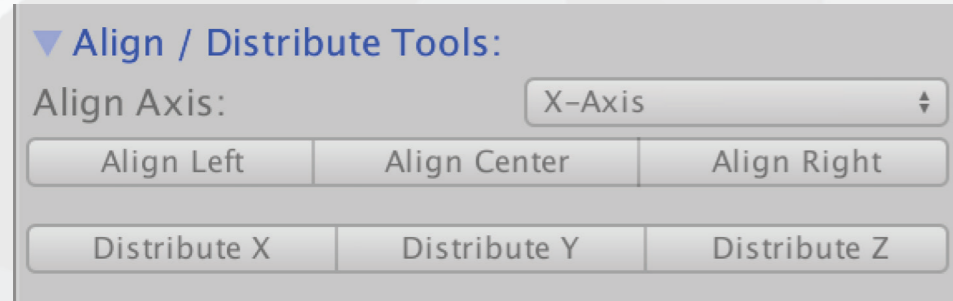 Align / Distribute Tools:
Align Axis: X-Axis
Align Left Align Center Align Right
Distribute X Distribute Y Distribute Z